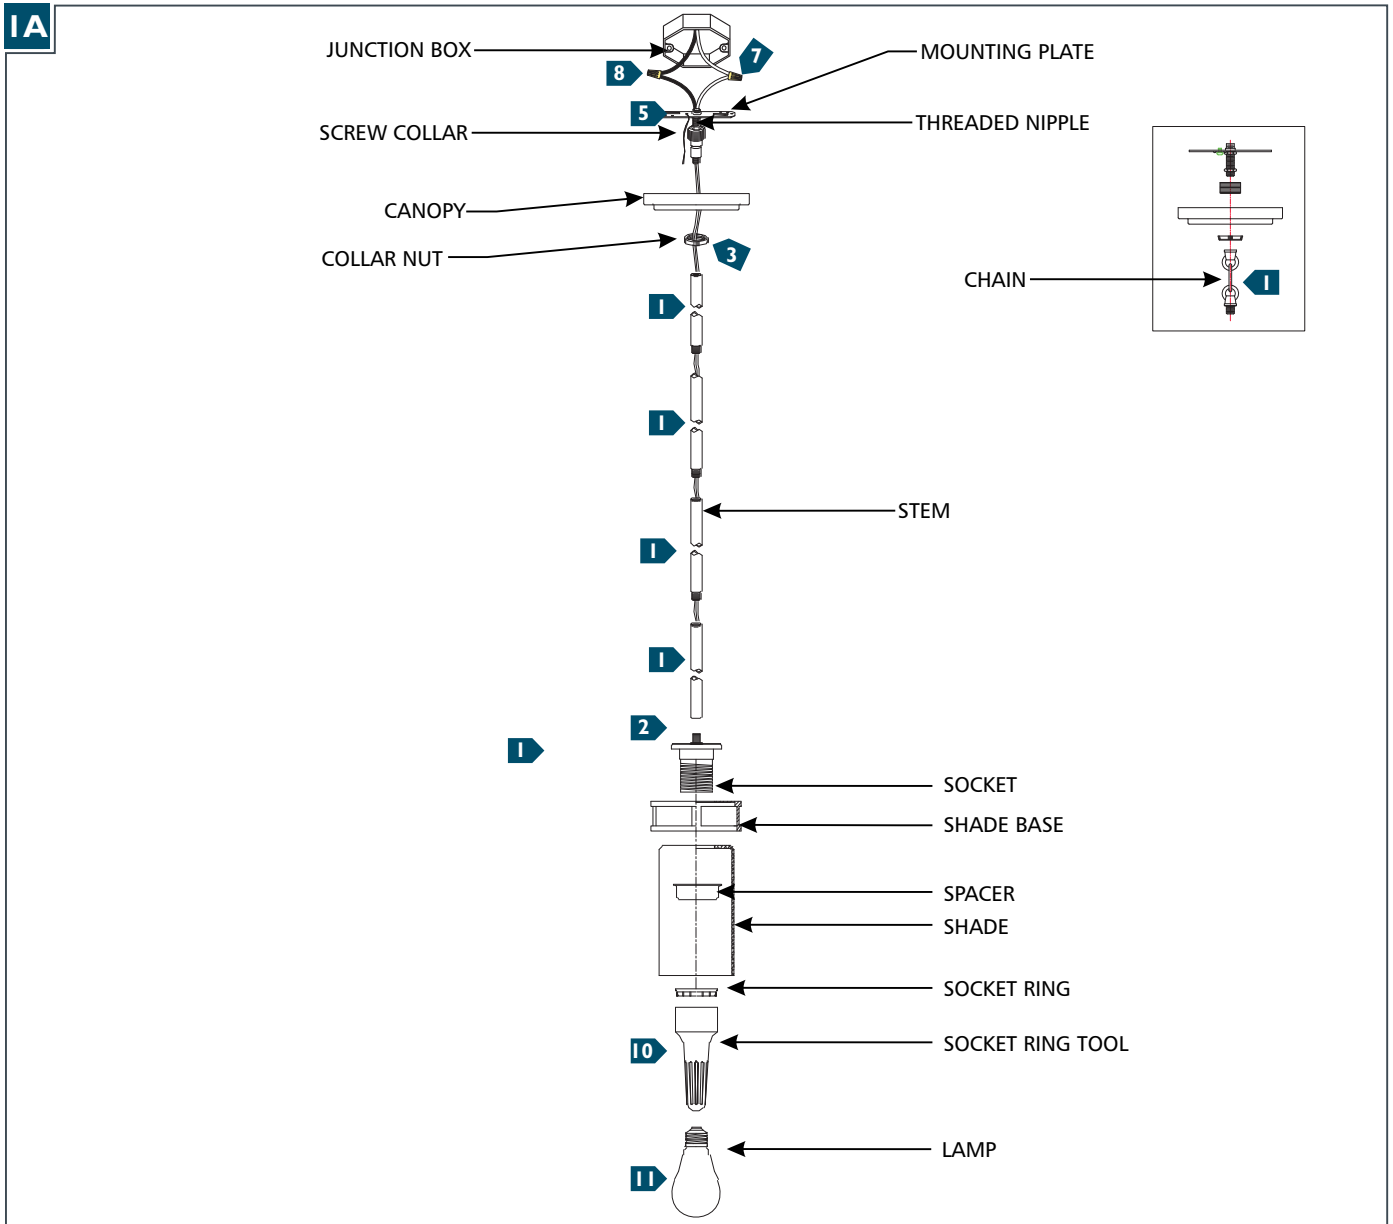 1A
JUNCTION BOX
8
7
MOUNTING PLATE
5
SCREW COLLAR
THREADED NIPPLE
CANOPY
COLLAR NUT
3
CHAIN
1
1
1
STEM
1
1
2
1
SOCKET
SHADE BASE
SPACER
SHADE
SOCKET RING
10
SOCKET RING TOOL
LAMP
11